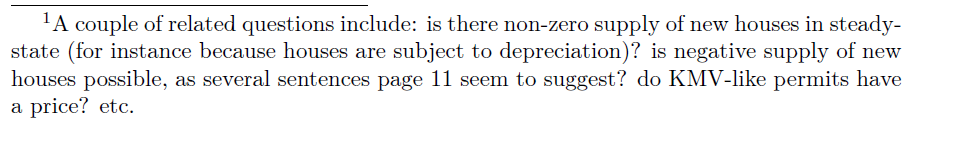 ¹A couple of related questions include: is there non-zero supply of new houses in steady-
state (for instance because houses are subject to depreciation)? is negative supply of new
houses possible, as several sentences page 11 seem to suggest? do KMV-like permits have
a price? etc.